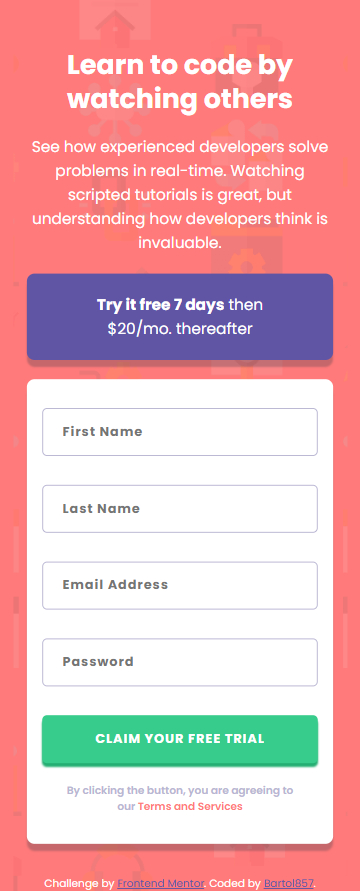 Learn to code by
watching others
See how experienced developers solve
problems in real-time. Watching
scripted tutorials is great, but
understanding how developers think is
invaluable.
Try it free 7 days then
$20/mo. thereafter
First Name
Last Name
Email Address
Password
CLAIM YOUR FREE TRIAL
By clicking the button, you are agreeing to
our Terms and Services
Challenge by Frontend Mentor. Coded by Bartol857.